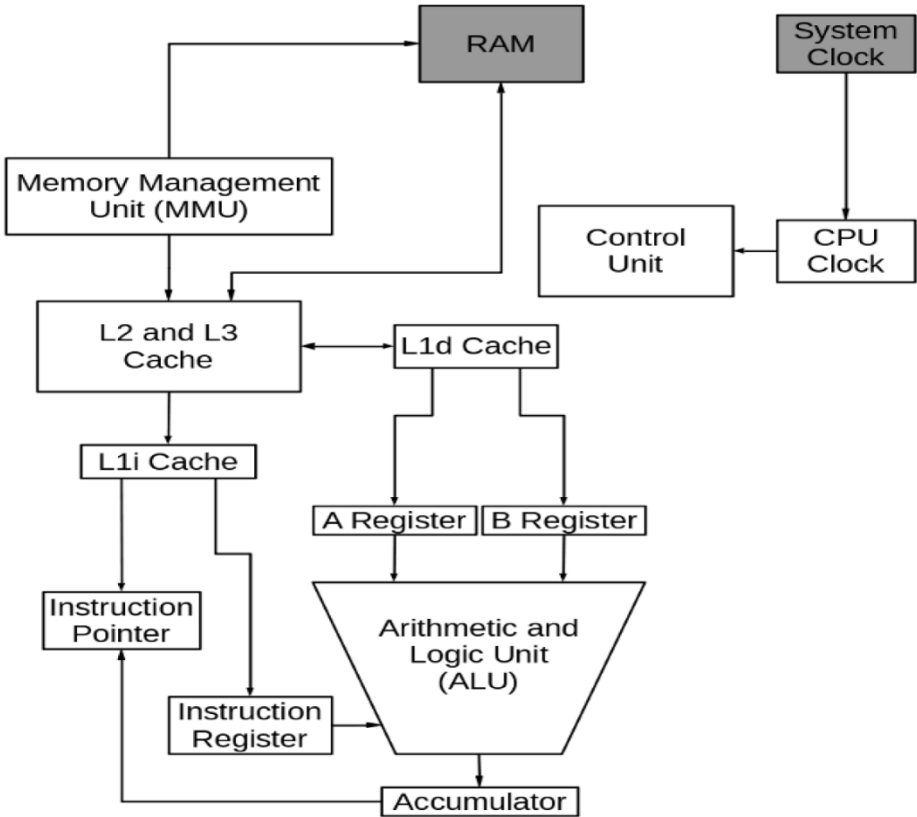 RAM
System
Clock
Memory Management
Unit (MMU)
Control
Unit
CPU
Clock
L2 and L3
Cache
L1d Cache
L1i Cache
A Register
B Register
Instruction
Pointer
Arithmetic and
Logic Unit
(ALU)
Instruction
Register
Accumulator